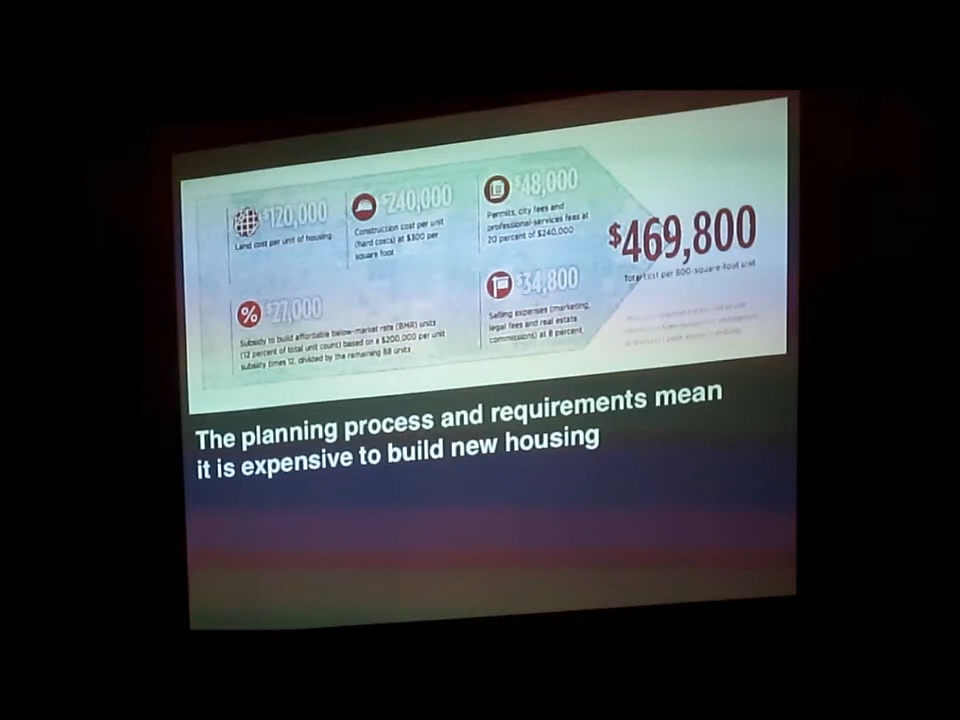 $120,000
Land cost per unit of housing
$240,000
Construction cost per unit
(hard costs) at $300 per
square foot
$48,000
Permits, city fees and
professional-services fees at
20 percent of $240,000
%
$27,000
Subsidy to build affordable below-market rate (BMR) units
(12 percent of total unit count) based on a $200,000 per unit
subsidy times 12, divided by the remaining 88 units
$34,800
Selling expenses (marketing,
legal fees and real estate
commissions) at 8 percent
$469,800
Total cost per 800-square-foot unit
The planning process and requirements mean
it is expensive to build new housing